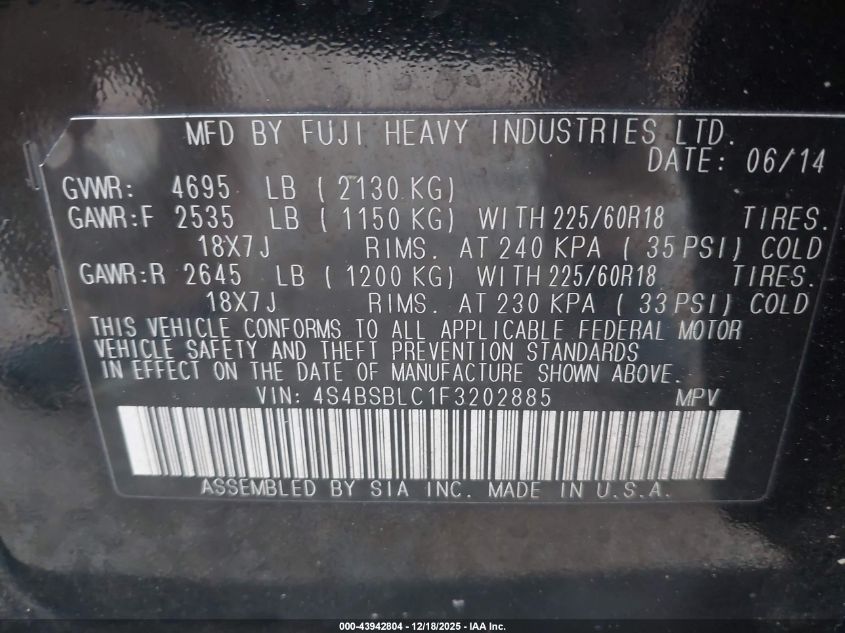 MFD BY FUJI HEAVY INDUSTRIES LTD.
DATE: 06/14
GVWR: 4695 LB ( 2130 KG)
GAWR:F 2535 LB ( 1150 KG) WITH 225/60R18 TIRES.
18X7J RIMS. AT 240 KPA ( 35 PSI) COLD
GAWR:R 2645 LB ( 1200 KG) WITH 225/60R18 TIRES.
18X7J RIMS. AT 230 KPA ( 33 PSI) COLD
THIS VEHICLE CONFORMS TO ALL APPLICABLE FEDERAL MOTOR
VEHICLE SAFETY AND THEFT PREVENTION STANDARDS
IN EFFECT ON THE DATE OF MANUFACTURE SHOWN ABOVE.
VIN: 4S4BSBLC1F3202885 MPV
ASSEMBLED BY SIA INC. MADE IN U.S.A.
000-43942804 - 12/18/2025 - IAA Inc.